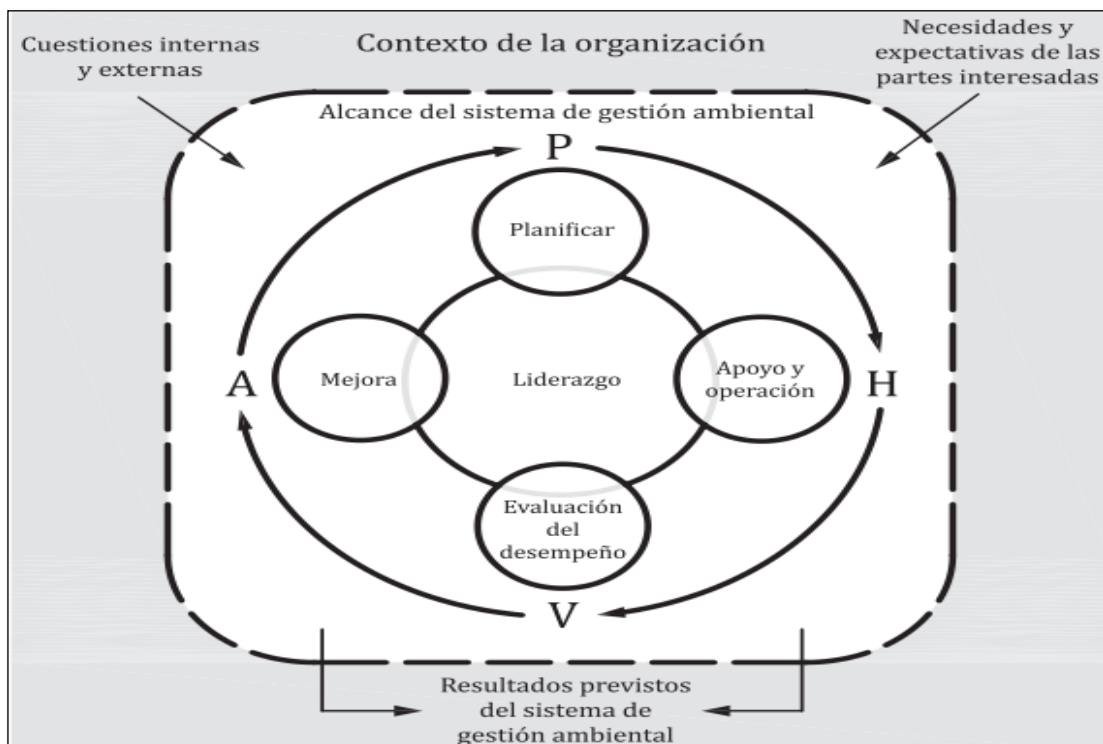 Cuestiones internas
y externas
Contexto de la organización
Necesidades y
expectativas de las
partes interesadas
Alcance del sistema de gestión ambiental
P
Planificar
A
Mejora
Liderazgo
Apoyo y
operación
H
Evaluación
del
desempeño
V
Resultados previstos
del sistema de
gestión ambiental